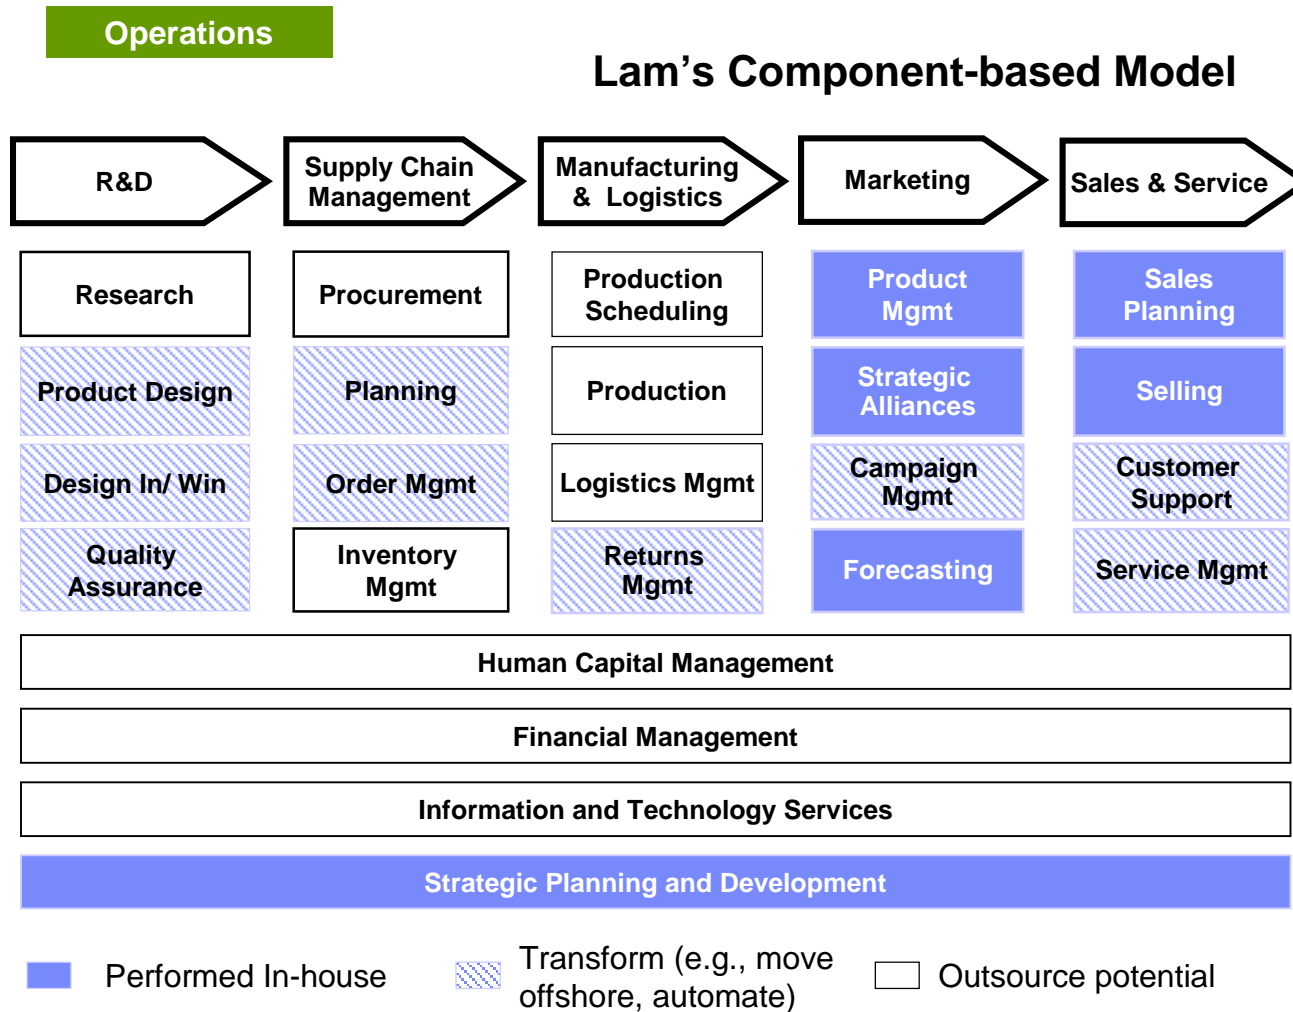 Operations
Lam’s Component-based Model
R&D
Supply Chain
Management
Manufacturing
& Logistics
Marketing
Sales & Service
Research
Procurement
Production
Scheduling
Product
Mgmt
Sales
Planning
Product Design
Planning
Production
Strategic
Alliances
Selling
Design In/ Win
Order Mgmt
Logistics Mgmt
Campaign
Mgmt
Customer
Support
Quality
Assurance
Inventory
Mgmt
Returns
Mgmt
Forecasting
Service Mgmt
Human Capital Management
Financial Management
Information and Technology Services
Strategic Planning and Development
Performed In-house
Transform (e.g., move
offshore, automate)
Outsource potential